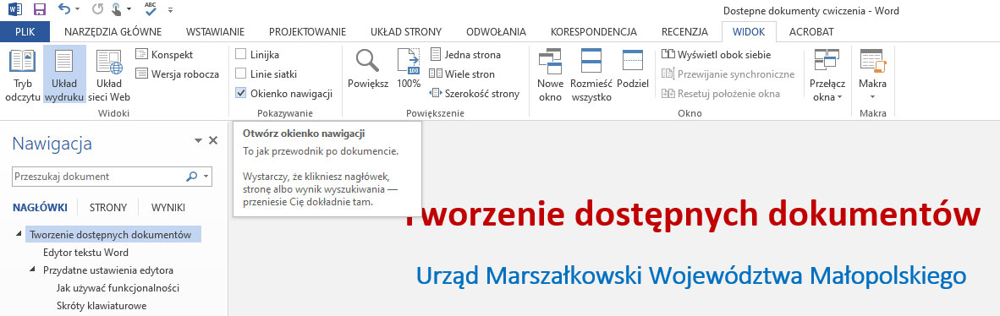 Dostepne dokumenty cwiczenia - Word
PLIK NARZĘDZIA GŁÓWNE WSTAWIANIE PROJEKTOWANIE UKŁAD STRONY ODWOŁANIA KORESPONDENCJA RECENZJA WIDOK ACROBAT
Tryb odczytu
Układ wydruku
Układ sieci Web
Konspekt
Wersja robocza
Widoki
Linijka
Linie siatki
Okienko nawigacji
Pokazywanie
Powiększ
100
100%
Jedna strona
Wiele stron
Szerokość strony
Powiększenie
Nowe okno
Rozmieść wszystko
Podziel
Wyświetl obok siebie
Przewijanie synchroniczne
Resetuj położenie okna
Przełącz okna
Okno
Makra
Makra
Otwórz okienko nawigacji
To jak przewodnik po dokumencie.
Wystarczy, że klikniesz nagłówek,
stronę albo wynik wyszukiwania —
przeniesie Cię dokładnie tam.
Nawigacja
Przeszukaj dokument
NAGŁÓWKI STRONY WYNIKI
Tworzenie dostępnych dokumentów
Edytor tekstu Word
Przydatne ustawienia edytora
Jak używać funkcjonalności
Skróty klawiaturowe
Tworzenie dostępnych dokumentów
Urząd Marszałkowski Województwa Małopolskiego